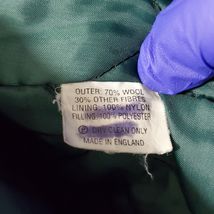 OUTER: 70% WOOL
30% OTHER FIBRES
LINING: 100% NYLON
FILLING: 100% POLYESTER
P DRY CLEAN ONLY
MADE IN ENGLAND